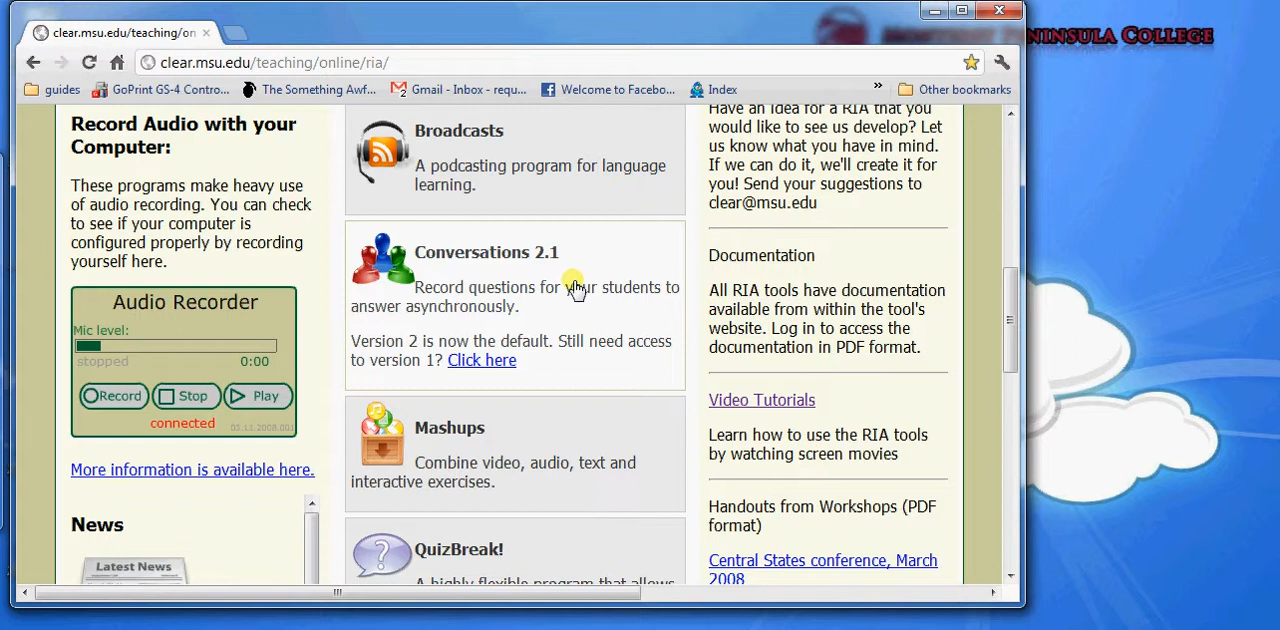 clear.msu.edu/teaching/on
NINSULA COLLEGE
clear.msu.edu/teaching/online/ria/
guides
GoPrint GS-4 Contro...
The Something Awf...
Gmail - Inbox - requ...
Welcome to Facebo...
Index
»
Other bookmarks
Record Audio with your
Computer:
These programs make heavy use
of audio recording. You can check
to see if your computer is
configured properly by recording
yourself here.
Audio Recorder
Mic level:
stopped
0:00
Record
Stop
Play
connected
05.11.2008.001
More information is available here.
News
Latest News
Broadcasts
A podcasting program for language
learning.
Conversations 2.1
Record questions for your students to
answer asynchronously.
Version 2 is now the default. Still need access
to version 1? Click here
Mashups
Combine video, audio, text and
interactive exercises.
QuizBreak!
A highly flexible program that allows
Have an idea for a RIA that you
would like to see us develop? Let
us know what you have in mind.
If we can do it, we'll create it for
you! Send your suggestions to
clear@msu.edu
Documentation
All RIA tools have documentation
available from within the tool's
website. Log in to access the
documentation in PDF format.
Video Tutorials
Learn how to use the RIA tools
by watching screen movies
Handouts from Workshops (PDF
format)
Central States conference, March
2008